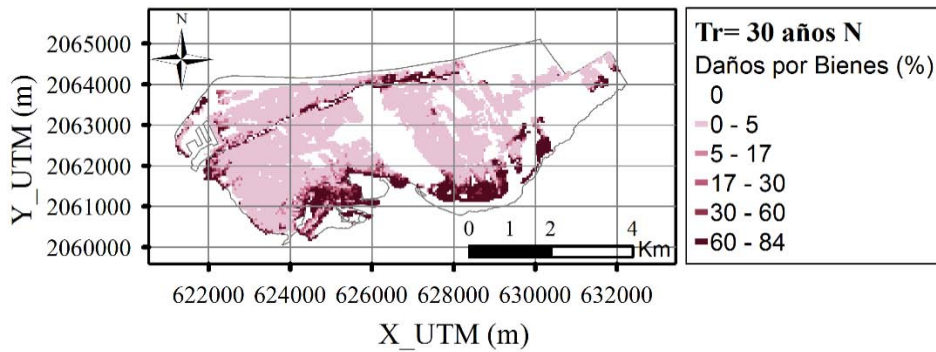 N
2065000
2064000
2063000
2062000
2061000
2060000
Y_UTM (m)
0 1 2 4
Km
622000 624000 626000 628000 630000 632000
X_UTM (m)
Tr= 30 años N
Daños por Bienes (%)
0
0 - 5
5 - 17
17 - 30
30 - 60
60 - 84